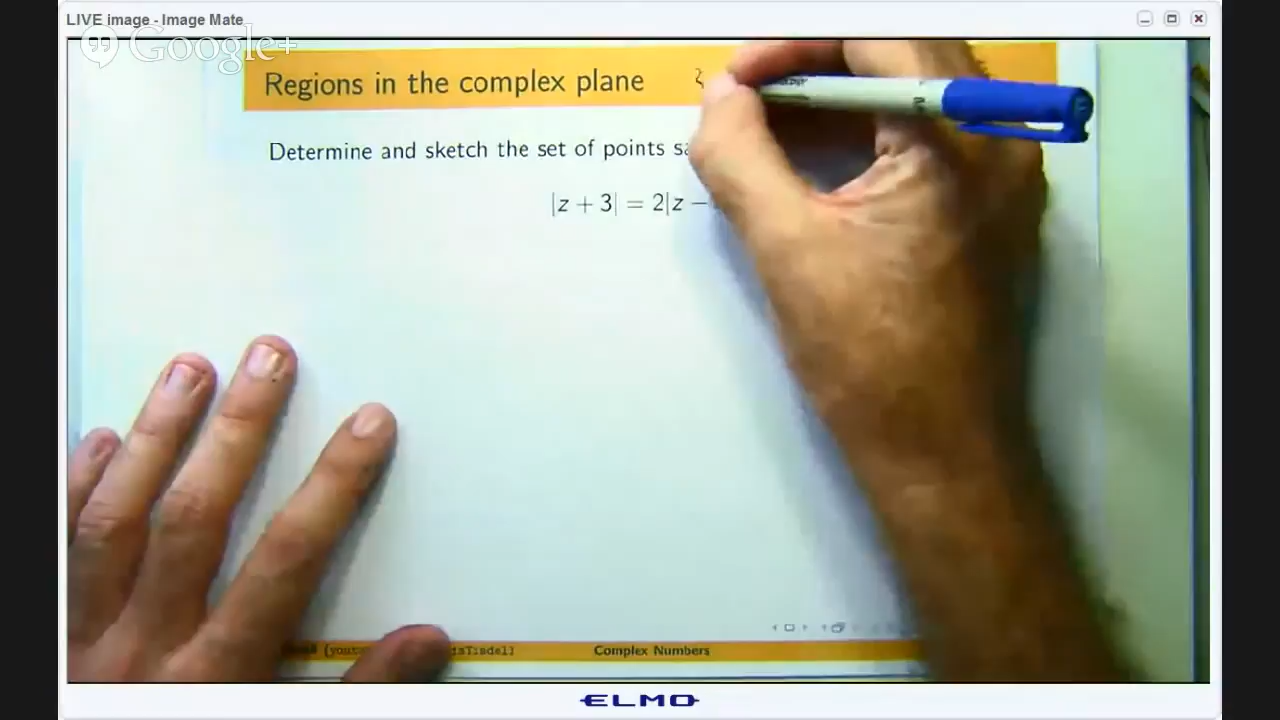 LIVE image - Image Mate
Google+
Regions in the complex plane
Determine and sketch the set of points
|z + 3| = 2|z −
Complex Numbers
ELMO